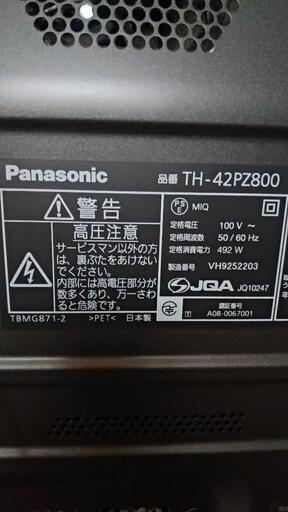 Panasonic
品番 TH-42PZ800
警告
高圧注意
サービスマン以外の方
は、裏ぶたをあけないで
ください。
内部には高電圧部分が
数多くあり、万一さわ
ると危険です。
TBMG871-2 >PET< 日本製
PSE MIQ
定格電圧 100 V~
定格周波数 50 / 60 Hz
定格消費電力 492 W
製造番号 VH9252203
JQA JQ10247
認証番号
A08-0067001